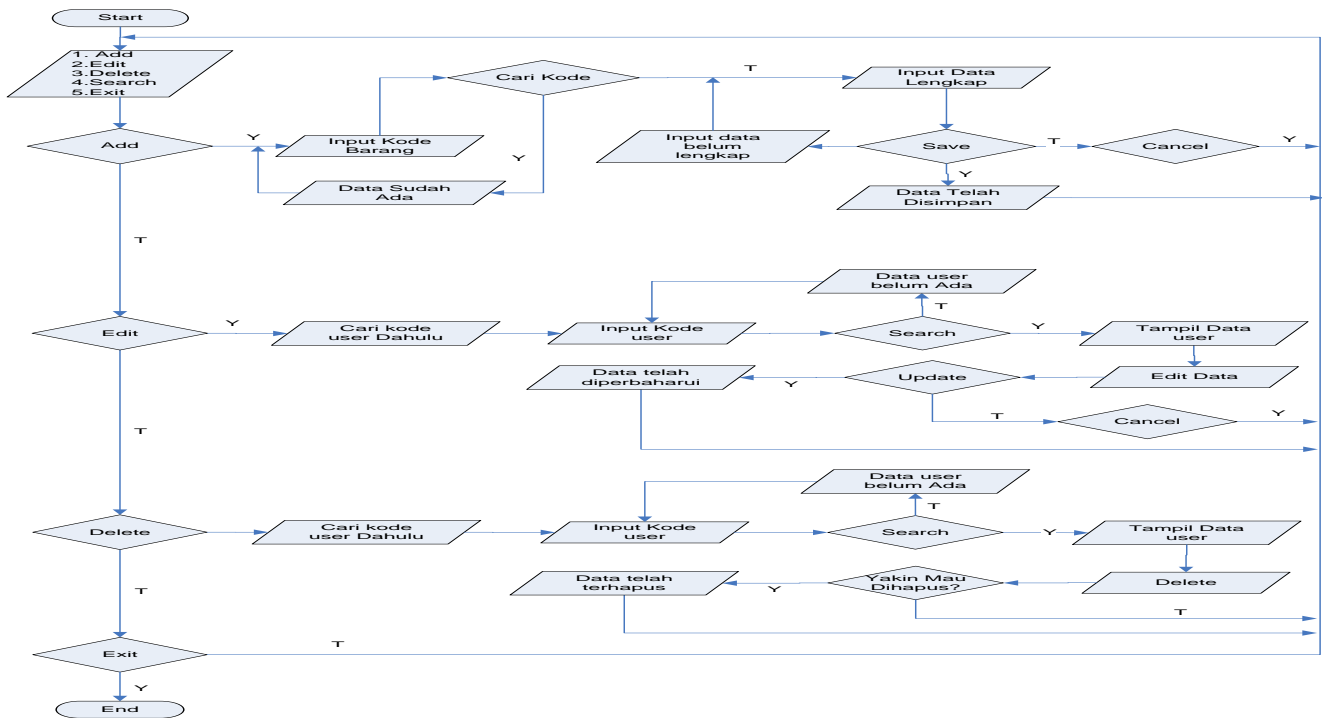 Start
1. Add
2.Edit
3.Delete
4.Search
5.Exit
Add
Y
Input Kode
Barang
Cari Kode
Y
Data Sudah
Ada
T
Input Data
Lengkap
Input data
belum
lengkap
Save
T
Cancel
Y
Y
Data Telah
Disimpan
T
Edit
Y
Cari kode
user Dahulu
Input Kode
user
Data user
belum Ada
T
Search
Y
Tampil Data
user
Edit Data
Update
Y
Data telah
diperbaharui
T
Cancel
Y
T
Delete
Cari kode
user Dahulu
Input Kode
user
Data user
belum Ada
T
Search
Y
Tampil Data
user
Delete
Yakin Mau
Dihapus?
Y
Data telah
terhapus
T
T
Exit
T
Y
End